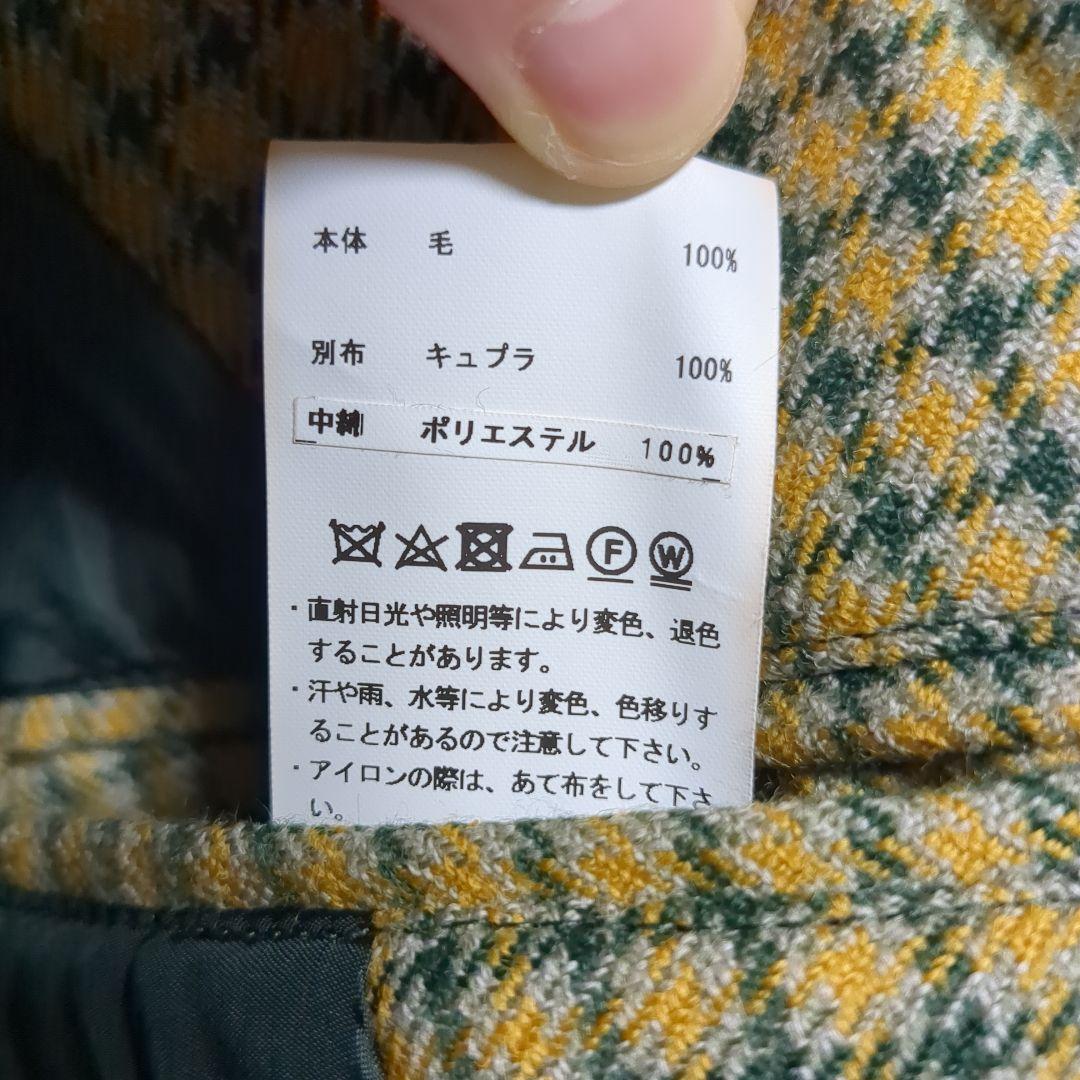 本体 毛 100%
別布 キュプラ 100%
中綿 ポリエステル 100%
F W
・直射日光や照明等により変色、退色
することがあります。
・汗や雨、水等により変色、色移りす
ることがあるので注意して下さい。
・アイロンの際は、あて布をして下さ
い。